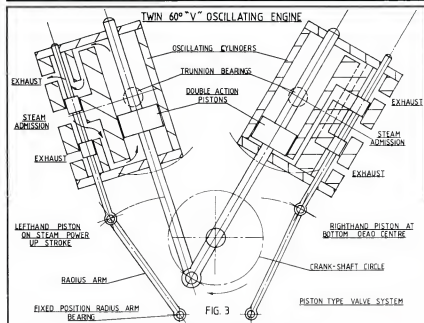 TWIN 60° "V" OSCILLATING ENGINE
OSCILLATING CYLINDERS
TRUNNION BEARINGS
DOUBLE ACTION
PISTONS
EXHAUST
STEAM
ADMISSION
EXHAUST
EXHAUST
STEAM
ADMISSION
EXHAUST
LEFTHAND PISTON
ON STEAM POWER
UP STROKE
RIGHTHAND PISTON AT
BOTTOM DEAD CENTRE
RADIUS ARM
CRANK-SHAFT CIRCLE
FIXED POSITION RADIUS ARM
BEARING
FIG. 3
PISTON TYPE VALVE SYSTEM